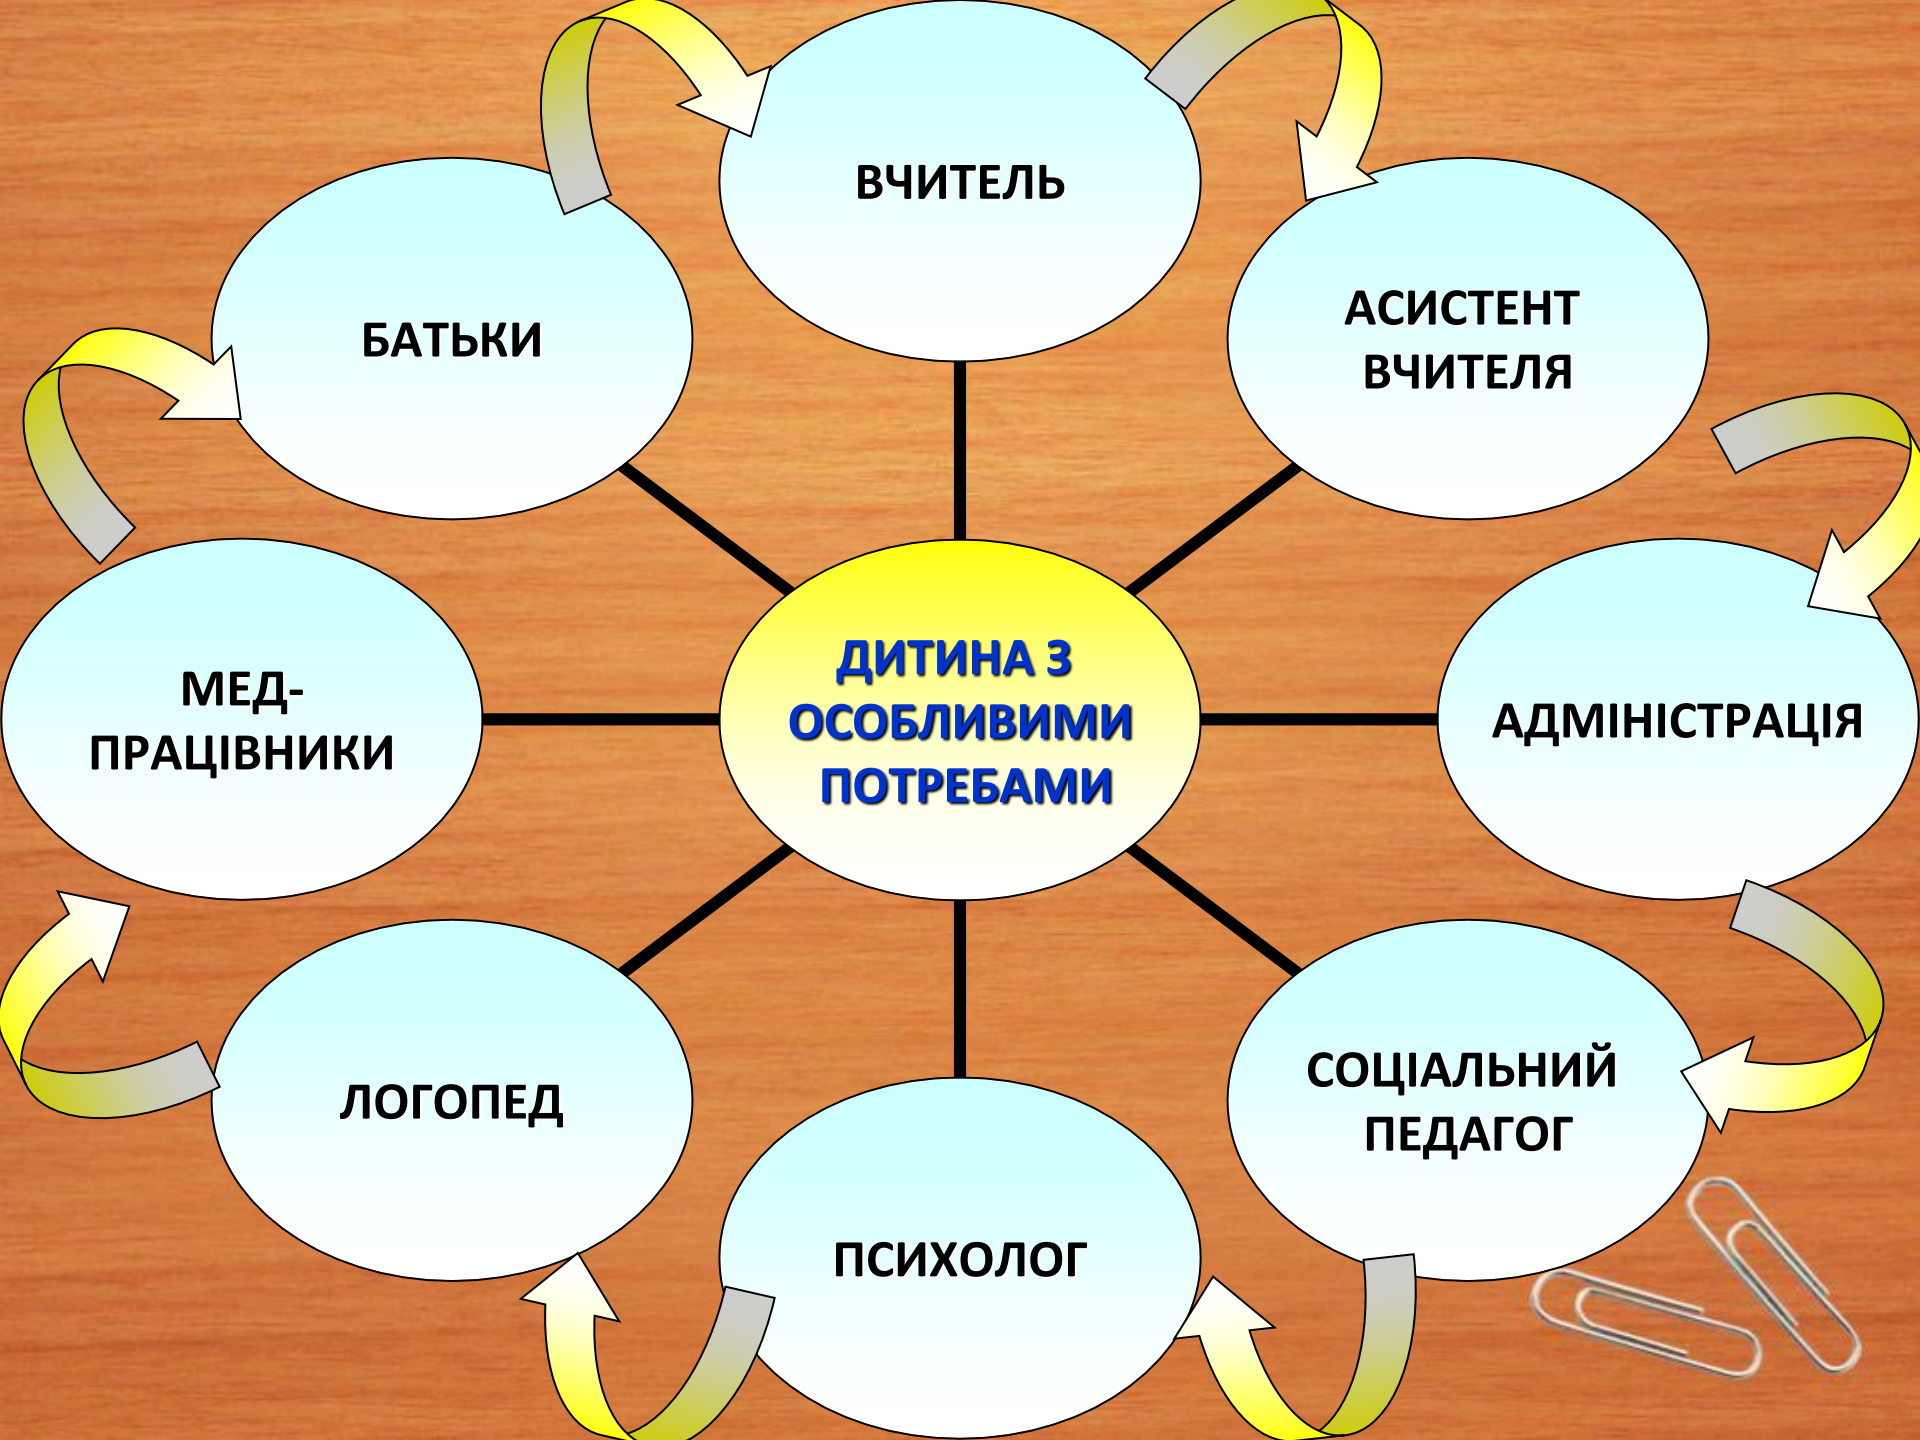 ВЧИТЕЛЬ
АСИСТЕНТ
ВЧИТЕЛЯ
БАТЬКИ
ДИТИНА З
ОСОБЛИВИМИ
ПОТРЕБАМИ
МЕД-
ПРАЦІВНИКИ
АДМІНІСТРАЦІЯ
ЛОГОПЕД
СОЦІАЛЬНИЙ
ПЕДАГОГ
ПСИХОЛОГ